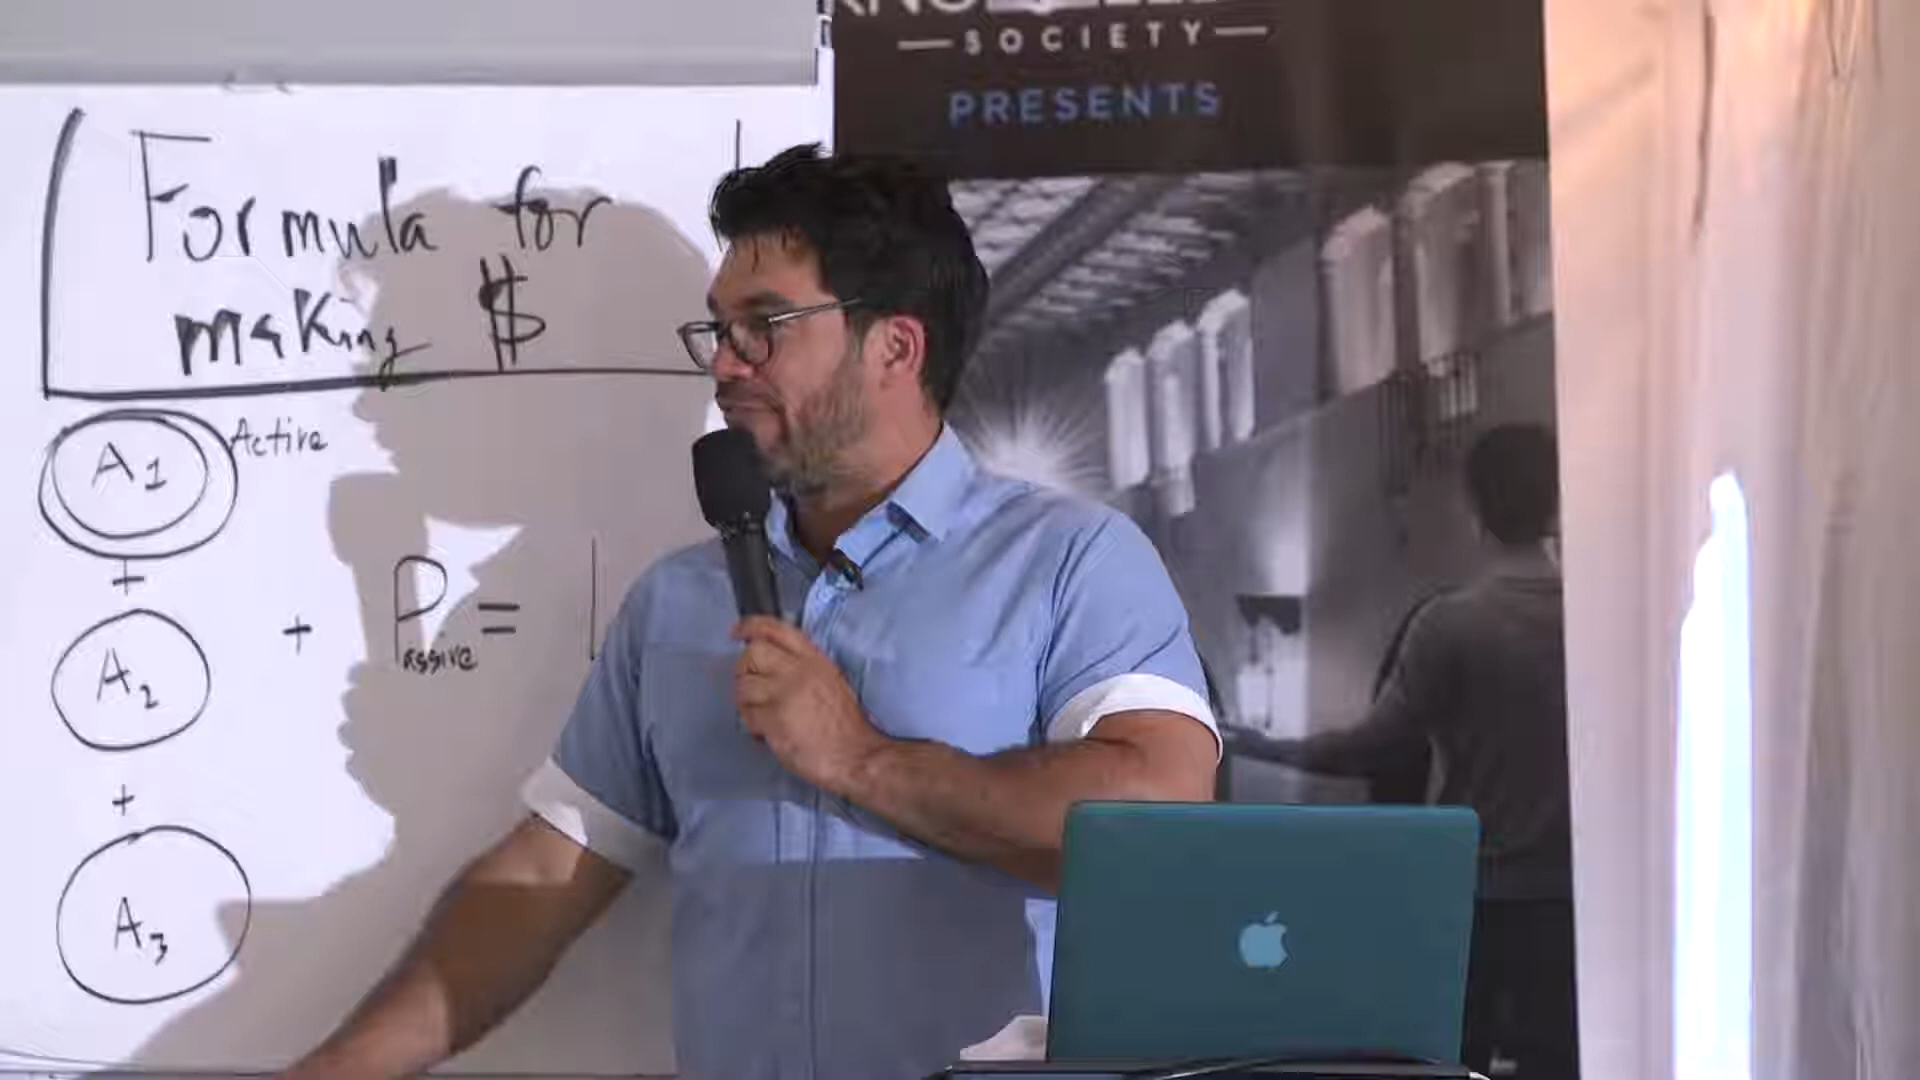 SOCIETY
PRESENTS
Formula for
making $
A1 Active
+
A2
+ Passive =
+
A3